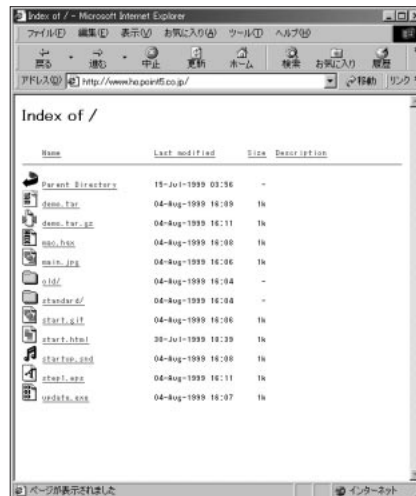 Index of / - Microsoft Internet Explorer
ファイル(F) 編集(E) 表示(V) お気に入り(A) ツール(T) ヘルプ(H)
戻る 進む 中止 更新 ホーム 検索 お気に入り 履歴
アドレス(D) http://www.ho.point5.co.jp/ 移動 リンク
Index of /
Name Last modified Size Description
Parent Directory 15-Jul-1999 03:56 -
demo.tar 04-Aug-1999 16:09 1k
demo.tar.gz 04-Aug-1999 16:11 1k
mac.hqx 04-Aug-1999 16:08 1k
main.jpg 04-Aug-1999 16:06 1k
old/ 04-Aug-1999 16:04 -
standard/ 04-Aug-1999 16:04 -
start.gif 04-Aug-1999 16:06 1k
start.html 30-Jul-1999 18:39 1k
startup.snd 04-Aug-1999 16:08 1k
step1.eps 04-Aug-1999 16:11 1k
update.exe 04-Aug-1999 16:07 1k
ページが表示されました インターネット